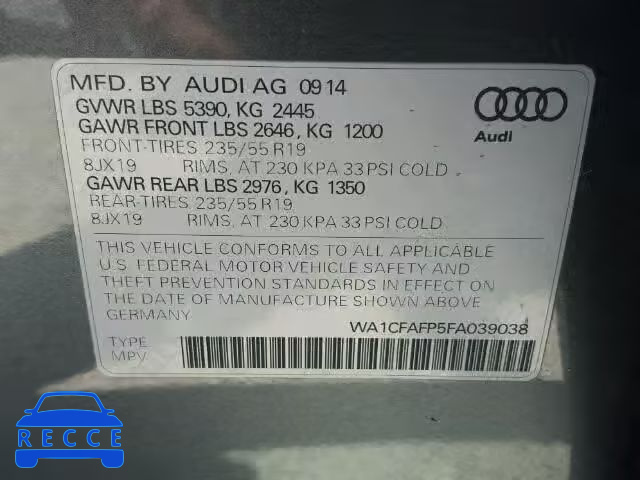 MFD. BY AUDI AG 0914
GVWR LBS 5390, KG 2445
GAWR FRONT LBS 2646, KG 1200
FRONT-TIRES 235/55 R19
8JX19 RIMS, AT 230 KPA 33 PSI COLD
GAWR REAR LBS 2976, KG 1350
REAR-TIRES 235/55 R19
8JX19 RIMS, AT 230 KPA 33 PSI COLD
Audi
THIS VEHICLE CONFORMS TO ALL APPLICABLE
U.S. FEDERAL MOTOR VEHICLE SAFETY AND
THEFT PREVENTION STANDARDS IN EFFECT ON
THE DATE OF MANUFACTURE SHOWN ABOVE
GERMANY
WA1CFAFP5FA039038
TYPE:
MPV
RECCE